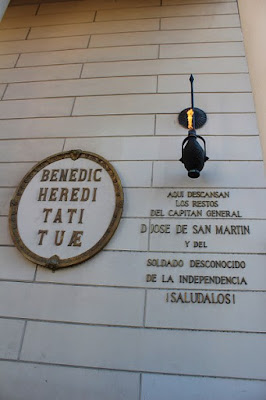 BENEDIC
HEREDI
TATI
TUÆ
AQUI DESCANSAN
LOS RESTOS
DEL CAPITAN GENERAL
D JOSE DE SAN MARTIN
Y DEL
SOLDADO DESCONOCIDO
DE LA INDEPENDENCIA
¡SALUDALOS!